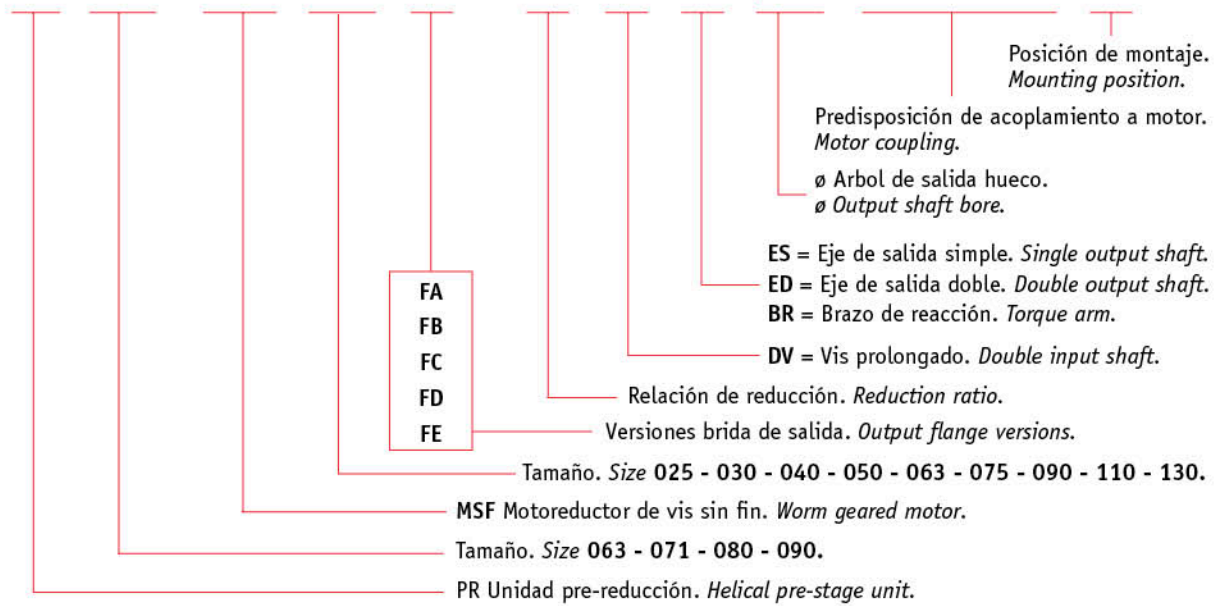 Posición de montaje.
Mounting position.
Predisposición de acoplamiento a motor.
Motor coupling.
ø Arbol de salida hueco.
ø Output shaft bore.
ES = Eje de salida simple. Single output shaft.
ED = Eje de salida doble. Double output shaft.
BR = Brazo de reacción. Torque arm.
DV = Vis prolongado. Double input shaft.
FA
FB
FC
FD
FE
Relación de reducción. Reduction ratio.
Versiones brida de salida. Output flange versions.
Tamaño. Size 025 - 030 - 040 - 050 - 063 - 075 - 090 - 110 - 130.
MSF Motoreductor de vis sin fin. Worm geared motor.
Tamaño. Size 063 - 071 - 080 - 090.
PR Unidad pre-reducción. Helical pre-stage unit.